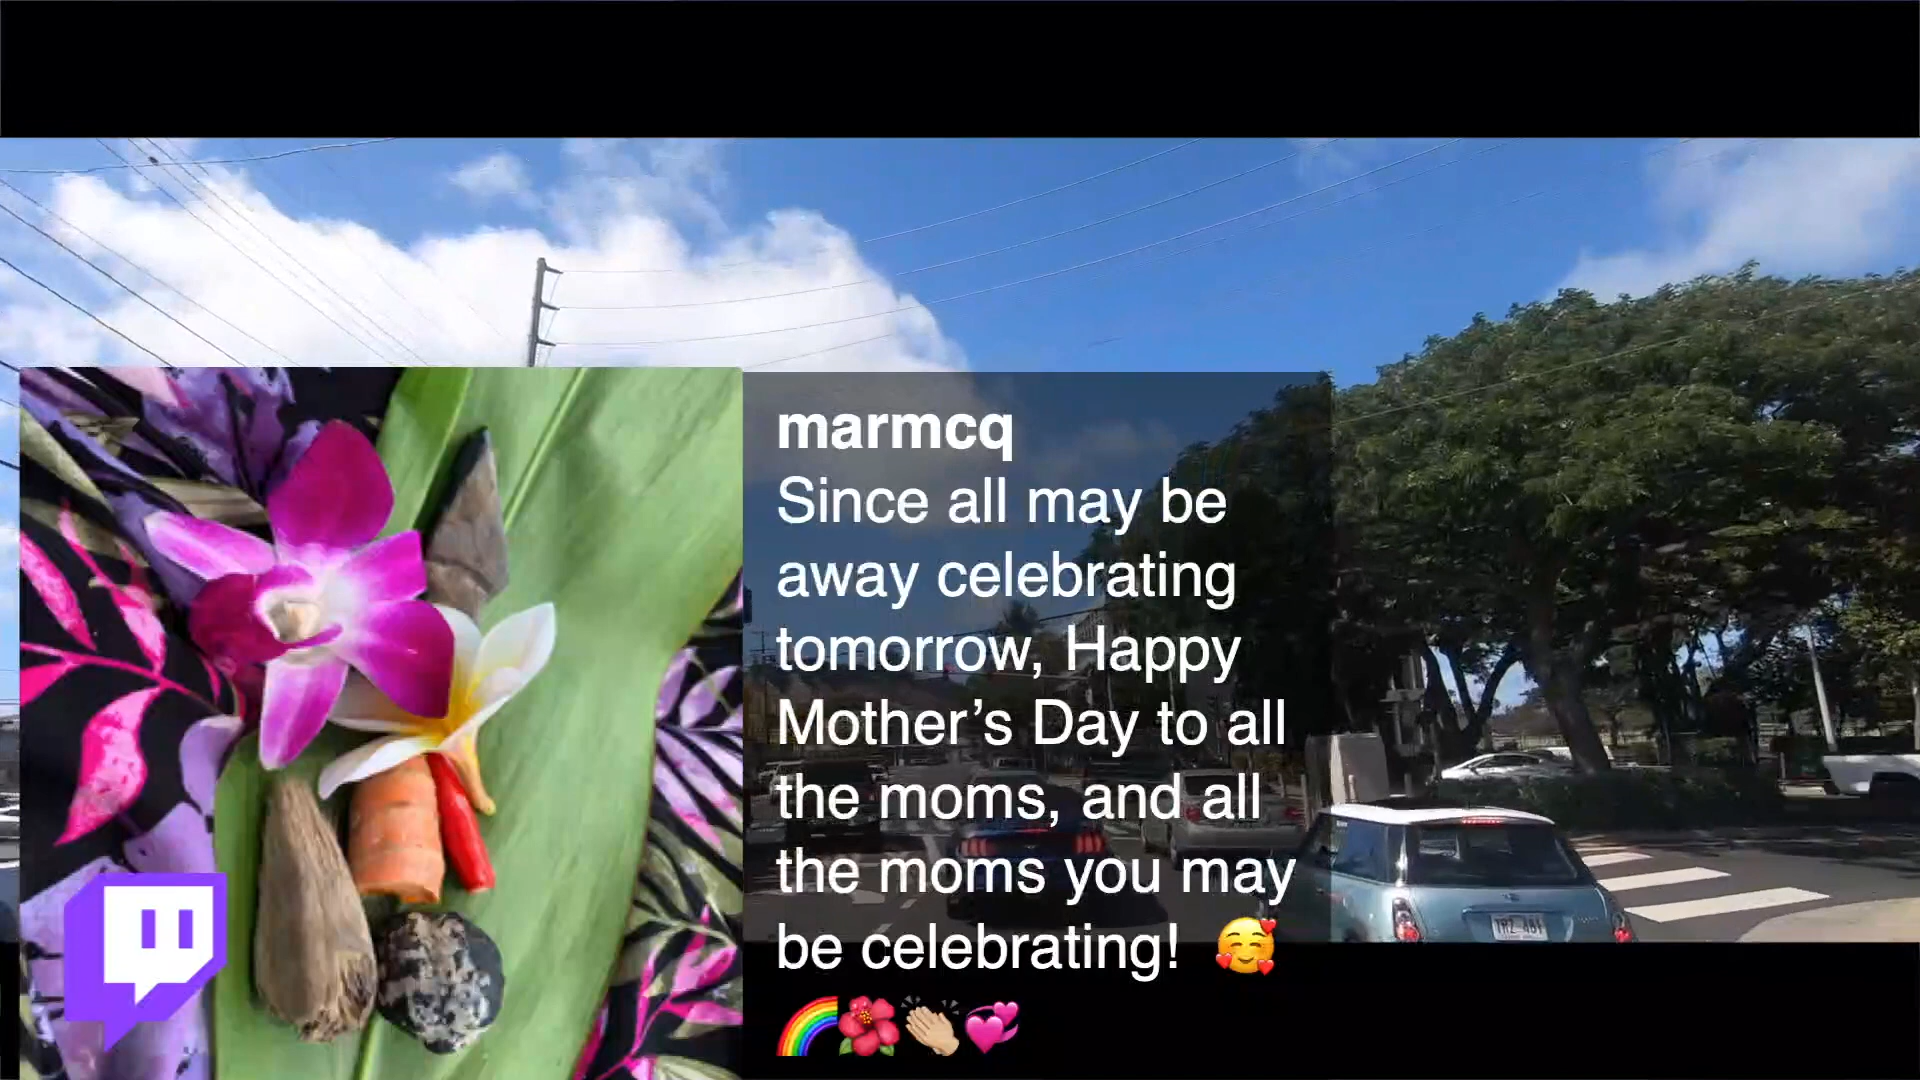 marmcq
Since all may be
away celebrating
tomorrow, Happy
Mother’s Day to all
the moms, and all
the moms you may
be celebrating! 🥰
🌈🌺👏🏼💞